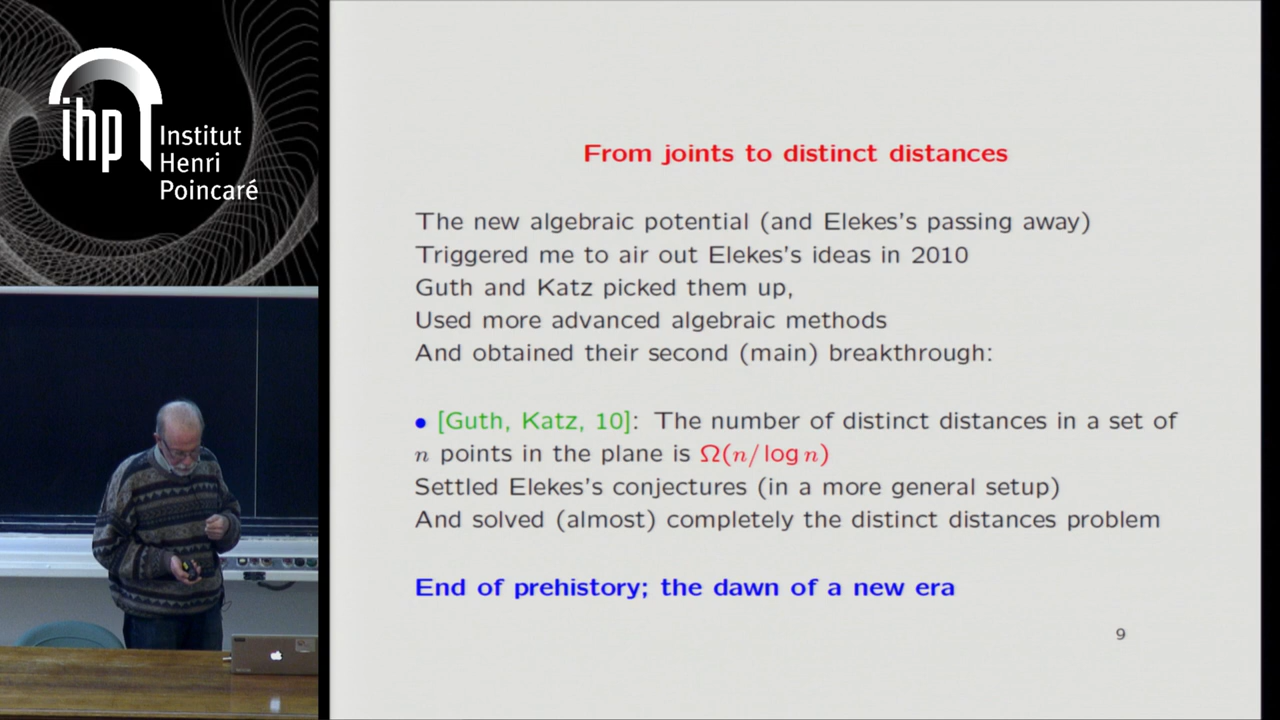 ihp
Institut
Henri
Poincaré
From joints to distinct distances
The new algebraic potential (and Elekes's passing away)
Triggered me to air out Elekes's ideas in 2010
Guth and Katz picked them up,
Used more advanced algebraic methods
And obtained their second (main) breakthrough:
• [Guth, Katz, 10]: The number of distinct distances in a set of
n points in the plane is Ω(n/ log n)
Settled Elekes's conjectures (in a more general setup)
And solved (almost) completely the distinct distances problem
End of prehistory; the dawn of a new era
9